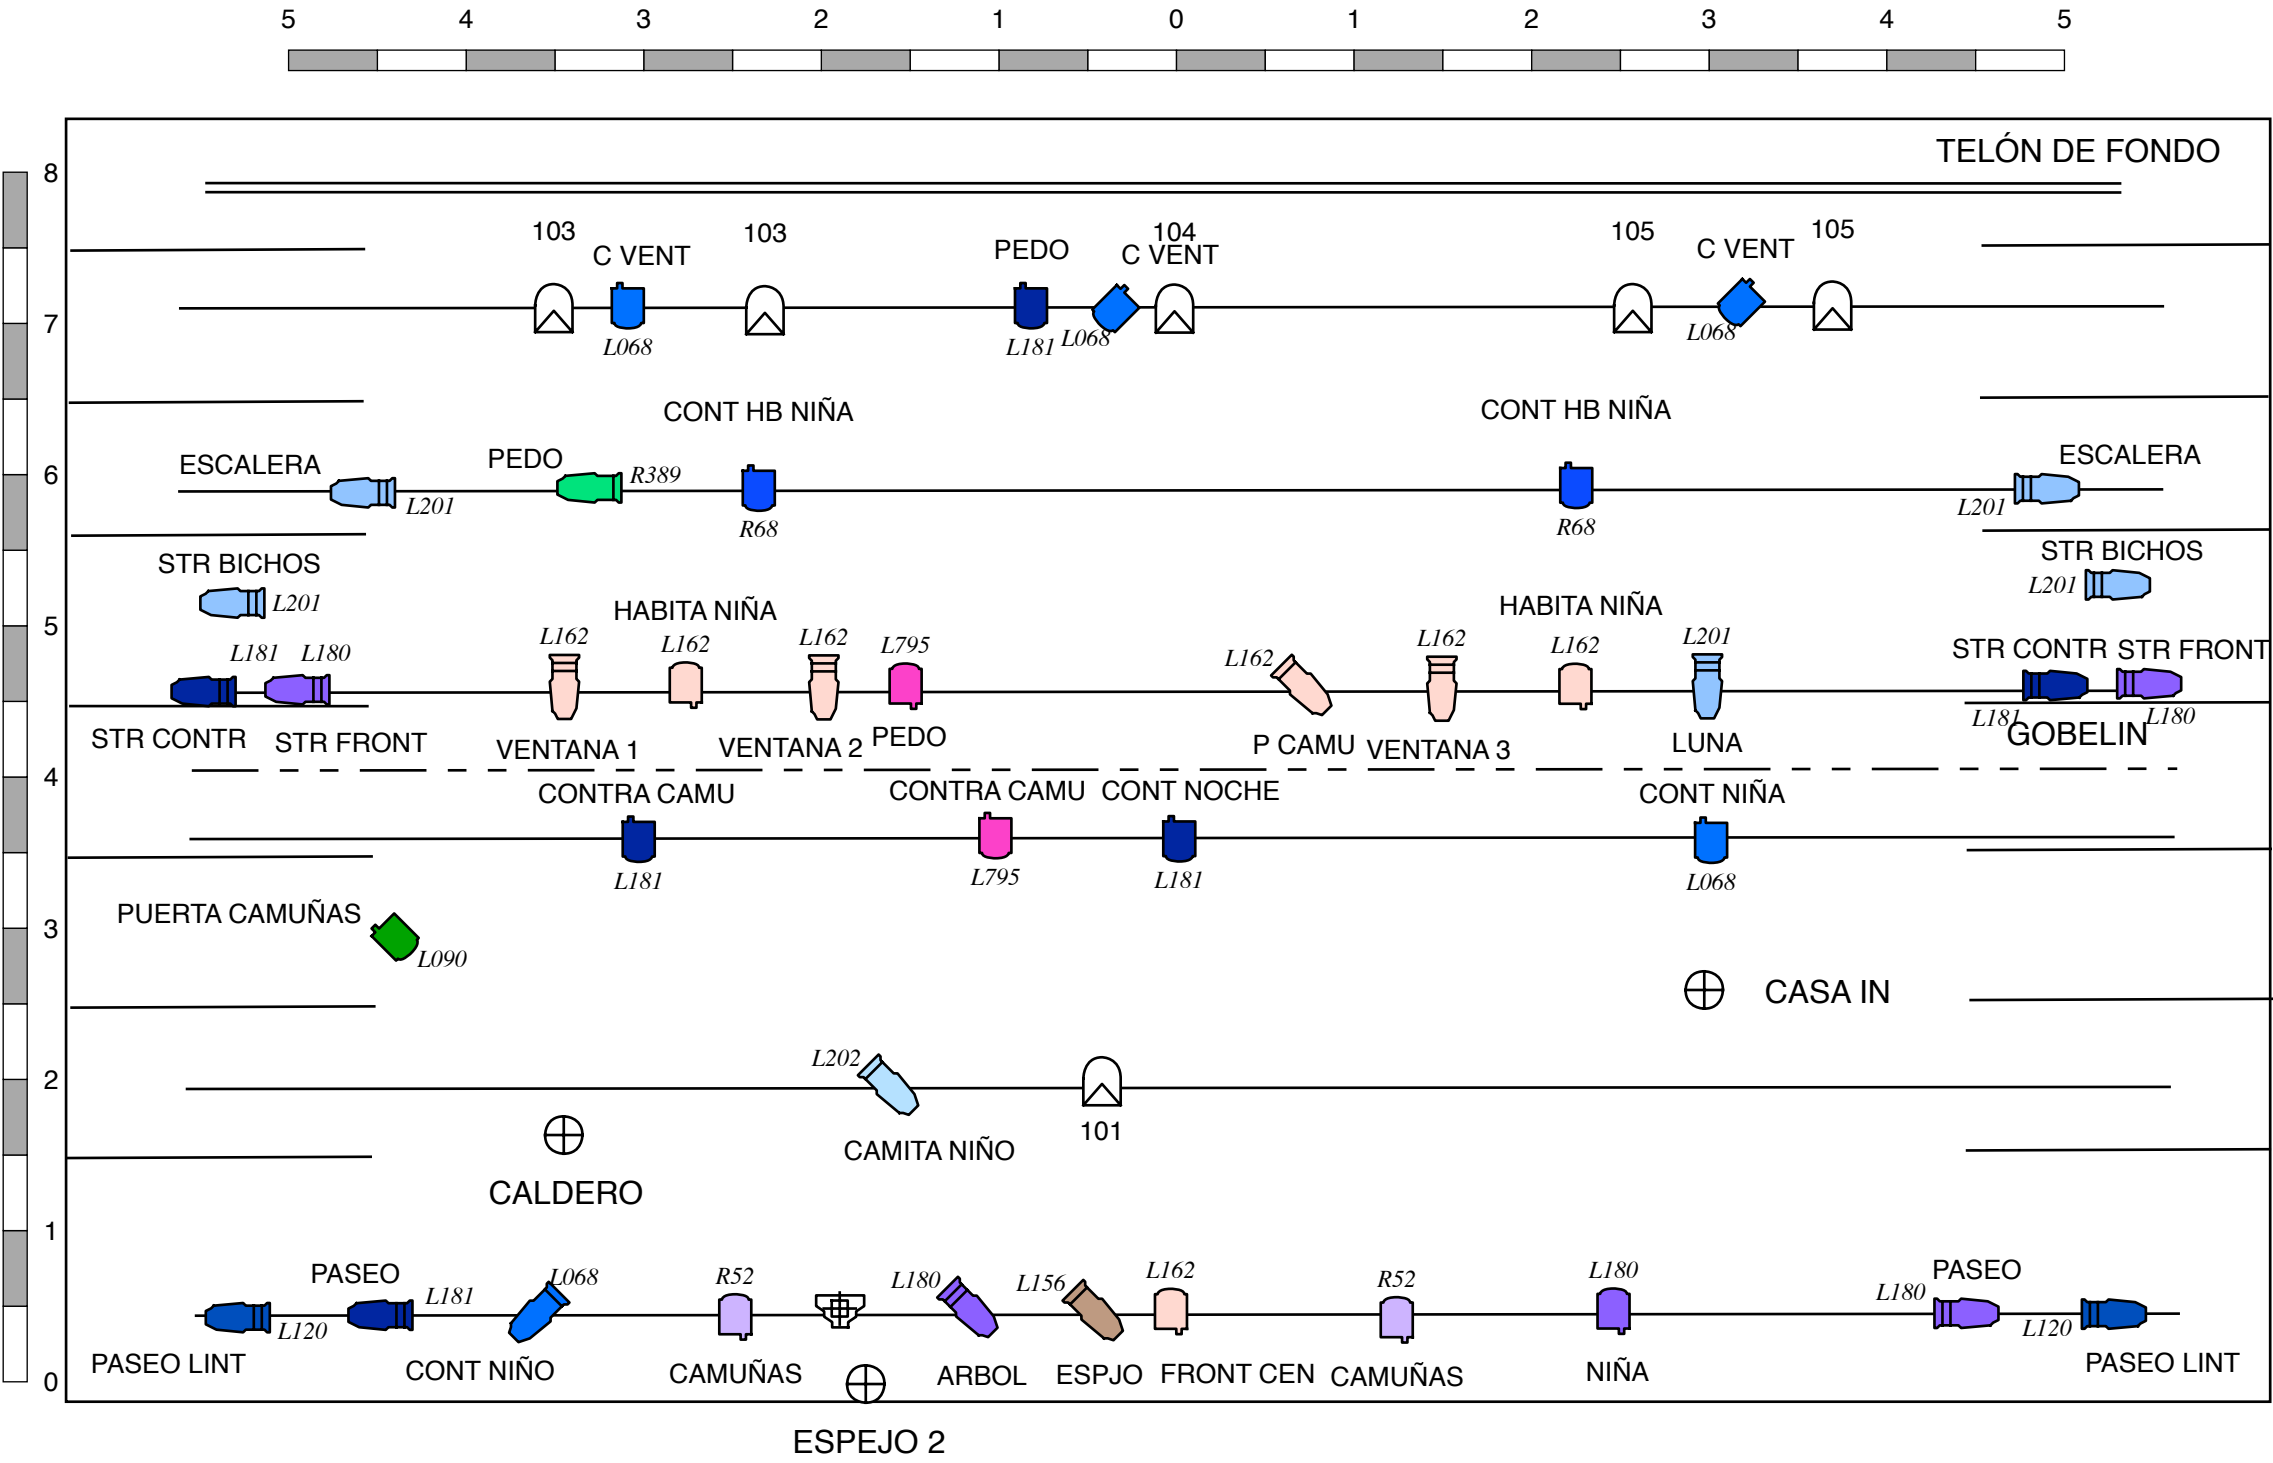 5 4 3 2 1 0 1 2 3 4 5
TELÓN DE FONDO
8
103 103 104 105 105
C VENT PEDO C VENT C VENT
7
L068 L181 L068 L068
CONT HB NIÑA CONT HB NIÑA
ESCALERA PEDO ESCALERA
6
R389
L201 L201
R68 R68
STR BICHOS STR BICHOS
L201 L201
HABITA NIÑA HABITA NIÑA
5
L162 L162 L162 L795 L162 L162 L162 L201
L181 L180 STR CONTR STR FRONT
L181 L180
STR CONTR STR FRONT VENTANA 1 VENTANA 2 PEDO P CAMU VENTANA 3 LUNA GOBELIN
4
CONTRA CAMU CONTRA CAMU CONT NOCHE CONT NIÑA
L181 L795 L181 L068
PUERTA CAMUÑAS
3
L090
CASA IN
L202
2
101
CAMITA NIÑO
CALDERO
1
PASEO L181 L068 R52 L180 L156 L162 R52 L180 L180 PASEO
L120 L120
PASEO LINT CONT NIÑO CAMUÑAS ARBOL ESPJO FRONT CEN CAMUÑAS NIÑA PASEO LINT
0
ESPEJO 2